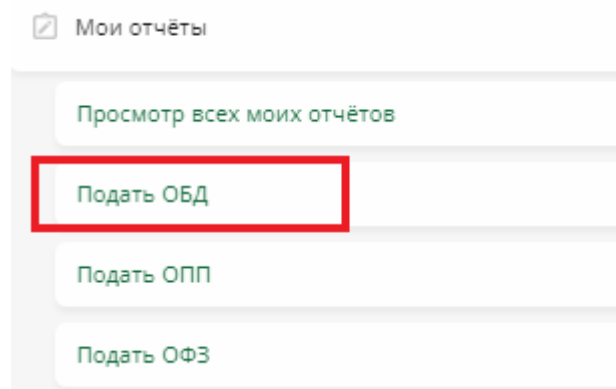 Мои отчёты
Просмотр всех моих отчётов
Подать ОБД
Подать ОПП
Подать ОФЗ